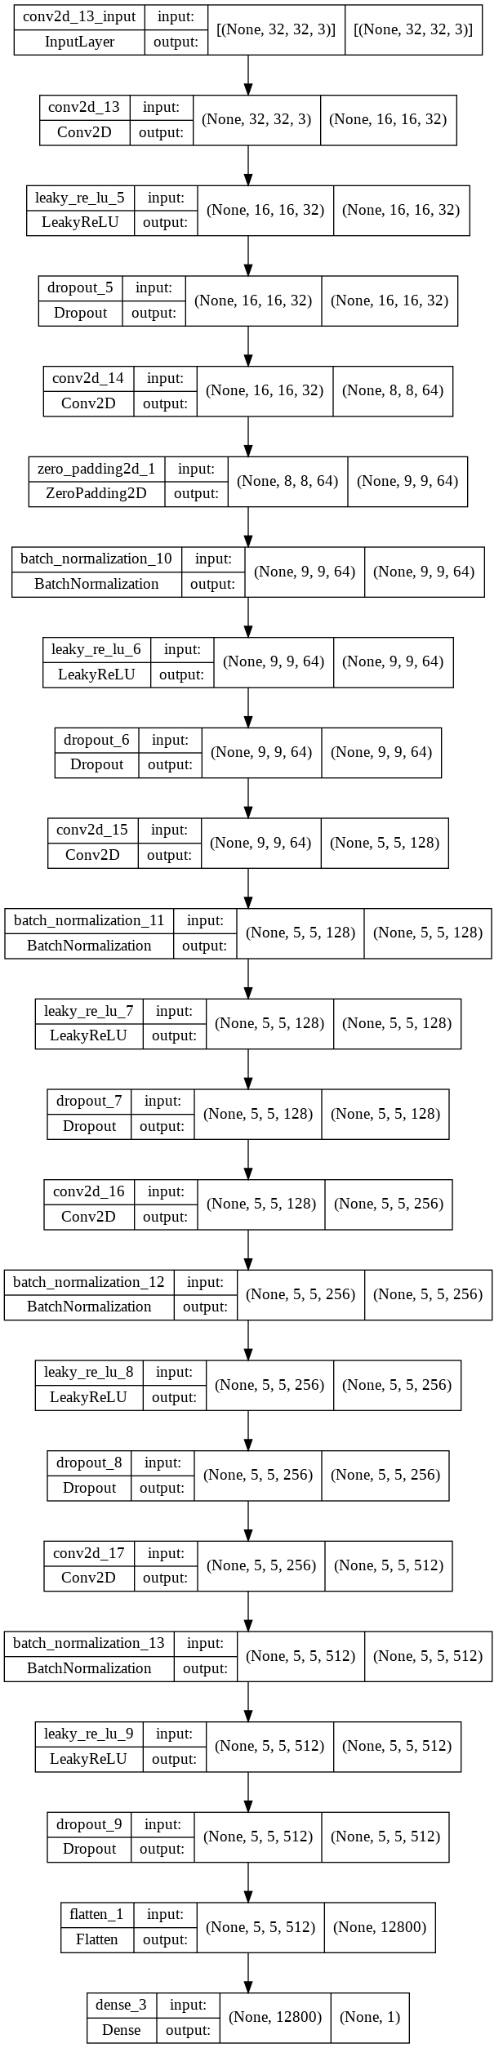 conv2d_13_input input: [(None, 32, 32, 3)] [(None, 32, 32, 3)]
InputLayer output:
conv2d_13 input: (None, 32, 32, 3) (None, 16, 16, 32)
Conv2D output:
leaky_re_lu_5 input: (None, 16, 16, 32) (None, 16, 16, 32)
LeakyReLU output:
dropout_5 input: (None, 16, 16, 32) (None, 16, 16, 32)
Dropout output:
conv2d_14 input: (None, 16, 16, 32) (None, 8, 8, 64)
Conv2D output:
zero_padding2d_1 input: (None, 8, 8, 64) (None, 9, 9, 64)
ZeroPadding2D output:
batch_normalization_10 input: (None, 9, 9, 64) (None, 9, 9, 64)
BatchNormalization output:
leaky_re_lu_6 input: (None, 9, 9, 64) (None, 9, 9, 64)
LeakyReLU output:
dropout_6 input: (None, 9, 9, 64) (None, 9, 9, 64)
Dropout output:
conv2d_15 input: (None, 9, 9, 64) (None, 5, 5, 128)
Conv2D output:
batch_normalization_11 input: (None, 5, 5, 128) (None, 5, 5, 128)
BatchNormalization output:
leaky_re_lu_7 input: (None, 5, 5, 128) (None, 5, 5, 128)
LeakyReLU output:
dropout_7 input: (None, 5, 5, 128) (None, 5, 5, 128)
Dropout output:
conv2d_16 input: (None, 5, 5, 128) (None, 5, 5, 256)
Conv2D output:
batch_normalization_12 input: (None, 5, 5, 256) (None, 5, 5, 256)
BatchNormalization output:
leaky_re_lu_8 input: (None, 5, 5, 256) (None, 5, 5, 256)
LeakyReLU output:
dropout_8 input: (None, 5, 5, 256) (None, 5, 5, 256)
Dropout output:
conv2d_17 input: (None, 5, 5, 256) (None, 5, 5, 512)
Conv2D output:
batch_normalization_13 input: (None, 5, 5, 512) (None, 5, 5, 512)
BatchNormalization output:
leaky_re_lu_9 input: (None, 5, 5, 512) (None, 5, 5, 512)
LeakyReLU output:
dropout_9 input: (None, 5, 5, 512) (None, 5, 5, 512)
Dropout output:
flatten_1 input: (None, 5, 5, 512) (None, 12800)
Flatten output:
dense_3 input: (None, 12800) (None, 1)
Dense output: